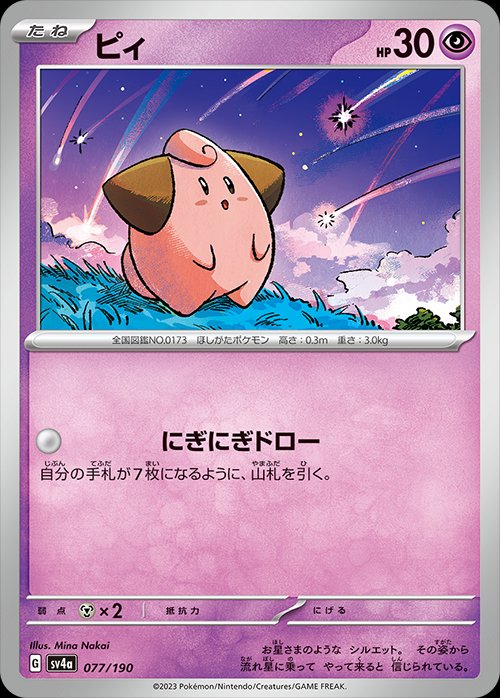 たね ピィ HP30
全国図鑑NO.0173 ほしがたポケモン 高さ:0.3m 重さ:3.0kg
にぎにぎドロー
自分の手札が7枚になるように、山札を引く。
弱点 ×2 抵抗力 にげる
Illus. Mina Nakai
G sv4a 077/190
お星さまのような シルエット。 その姿から
流れ星に乗って やって来ると 信じられている。
©2023 Pokémon/Nintendo/Creatures/GAME FREAK.